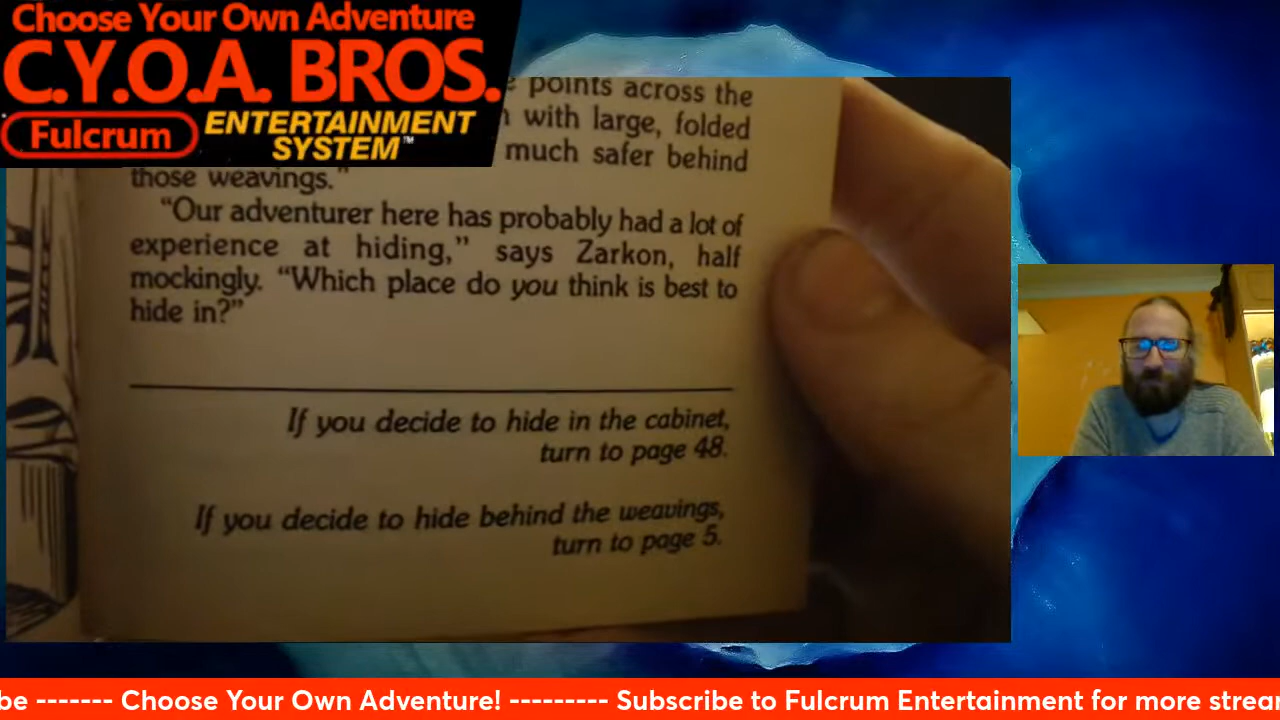 Choose Your Own Adventure
C.Y.O.A. BROS.
Fulcrum
ENTERTAINMENT
SYSTEM™
points across the
with large, folded
much safer behind
those weavings."
"Our adventurer here has probably had a lot of
experience at hiding," says Zarkon, half
mockingly. "Which place do you think is best to
hide in?"
If you decide to hide in the cabinet,
turn to page 48.
If you decide to hide behind the weavings,
turn to page 5.
be ------- Choose Your Own Adventure! --------- Subscribe to Fulcrum Entertainment for more